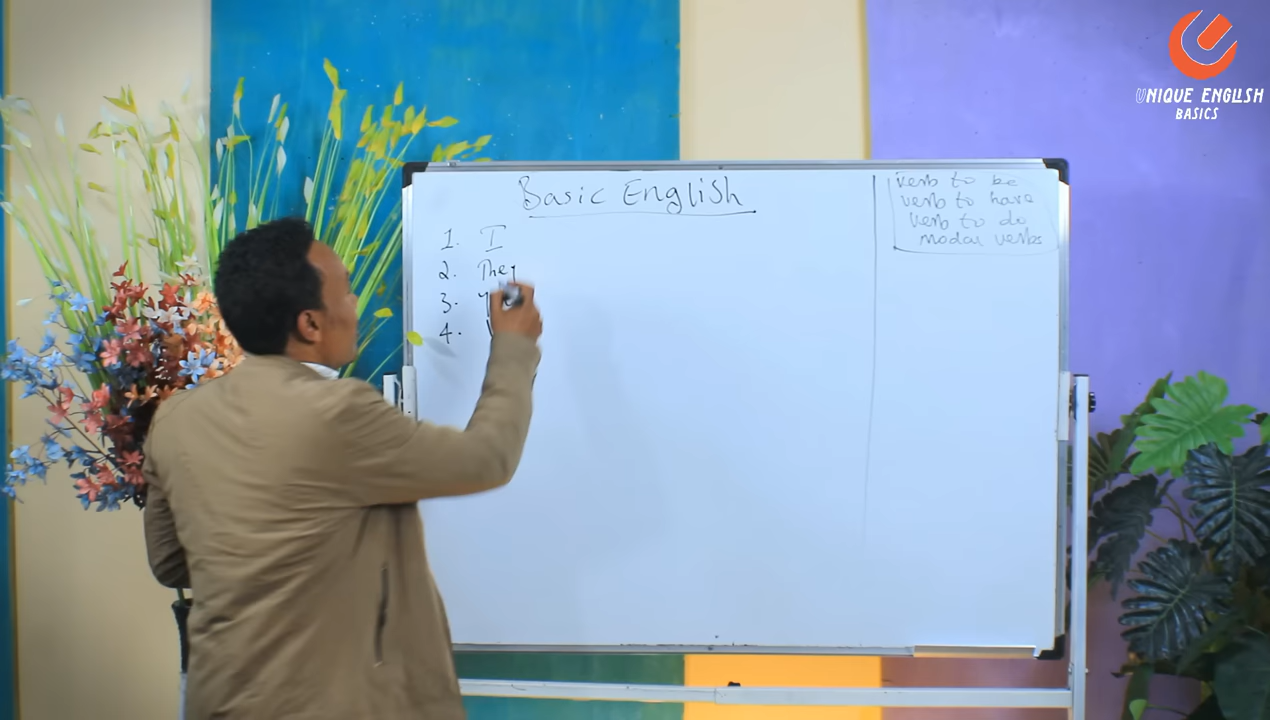 UNIQUE ENGLISH
BASICS
Basic English
1. I
2. They
3.
4.
verb to be
verb to have
verb to do
modal verbs